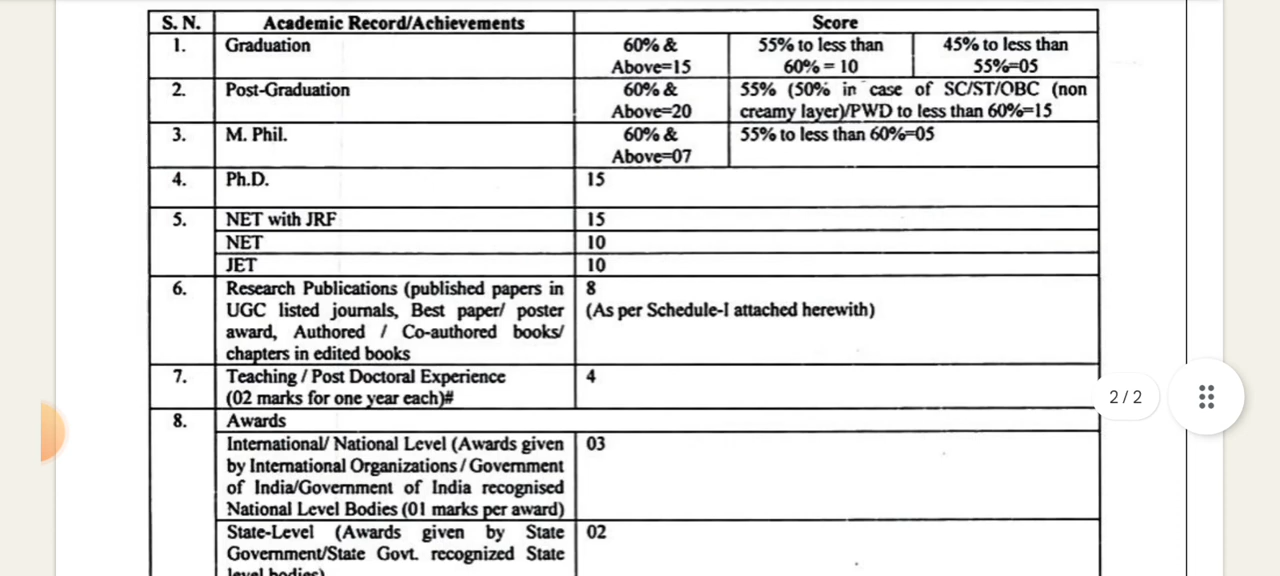 S. N. Academic Record/Achievements Score
1. Graduation 60% & 55% to less than 45% to less than
Above=15 60% = 10 55%=05
2. Post-Graduation 60% & 55% (50% in case of SC/ST/OBC (non
Above=20 creamy layer)/PWD to less than 60%=15
3. M. Phil. 60% & 55% to less than 60%=05
Above=07
4. Ph.D. 15
5. NET with JRF 15
NET 10
JET 10
6. Research Publications (published papers in 8
UGC listed journals, Best paper/ poster (As per Schedule-I attached herewith)
award, Authored / Co-authored books/
chapters in edited books
7. Teaching / Post Doctoral Experience 4
(02 marks for one year each)#
2 / 2
8. Awards
International/ National Level (Awards given 03
by International Organizations / Government
of India/Government of India recognised
National Level Bodies (01 marks per award)
State-Level (Awards given by State 02
Government/State Govt. recognized State
level bodies)